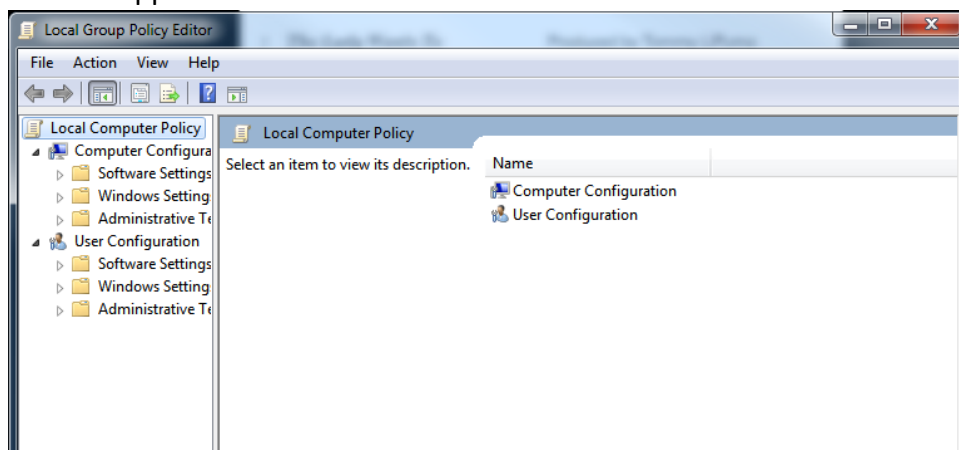 Local Group Policy Editor
File Action View Help
Local Computer Policy
Computer Configura
Software Settings
Windows Setting
Administrative Te
User Configuration
Software Settings
Windows Setting
Administrative Te
Local Computer Policy
Select an item to view its description.
Name
Computer Configuration
User Configuration